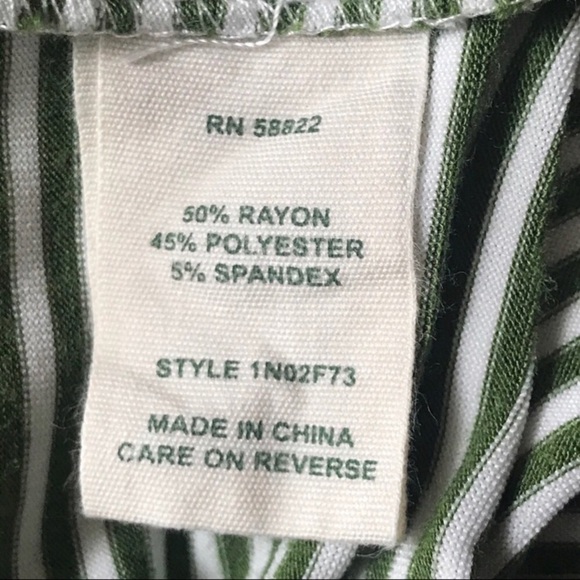 RN 58822
50% RAYON
45% POLYESTER
5% SPANDEX
STYLE 1N02F73
MADE IN CHINA
CARE ON REVERSE